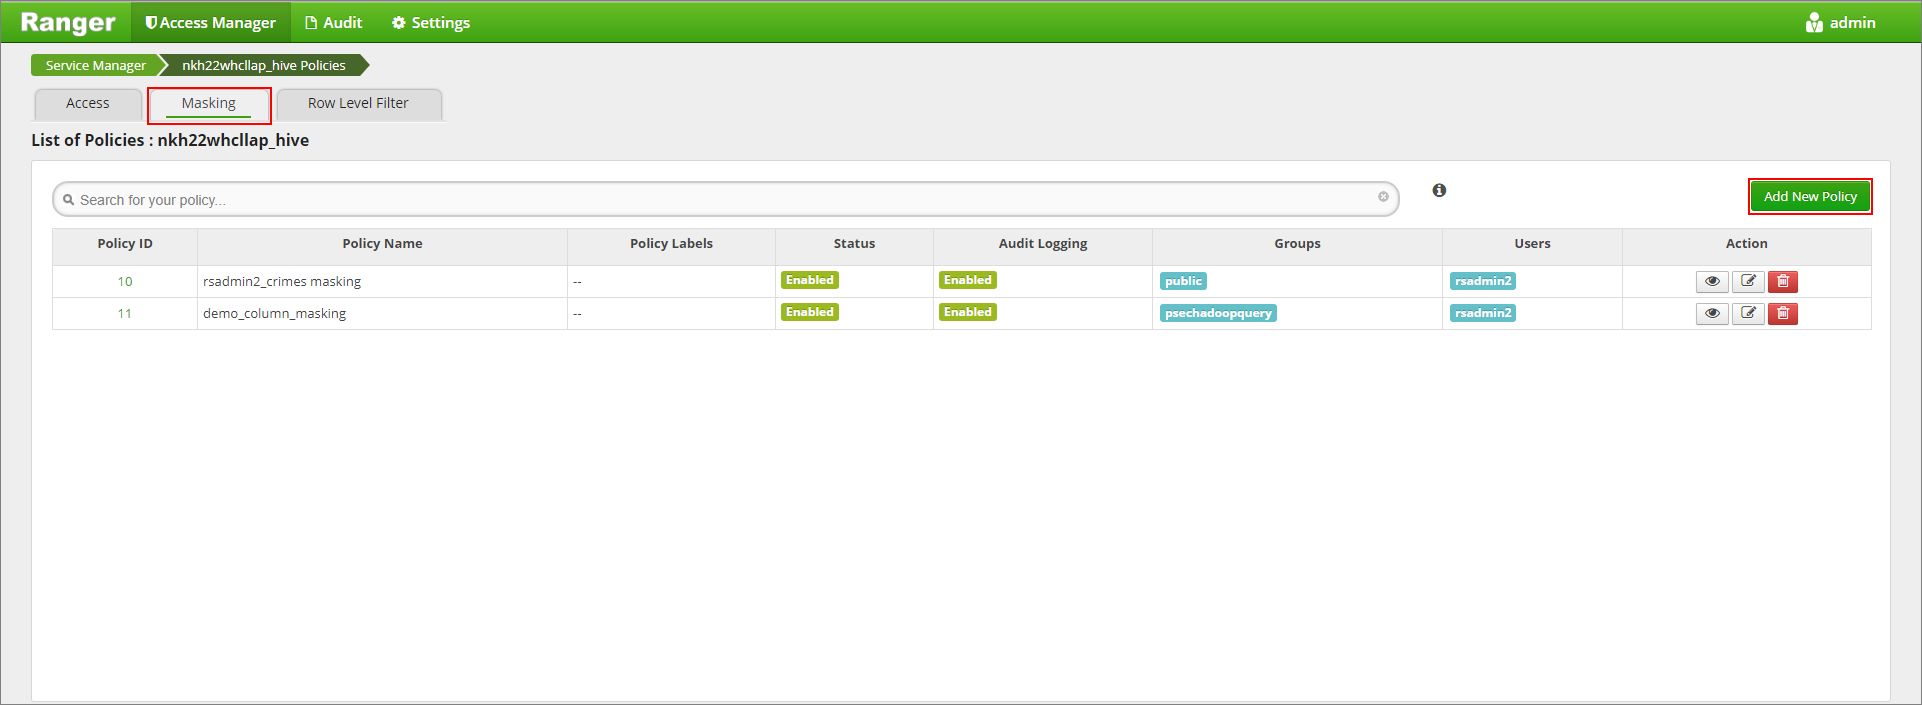 Ranger Access Manager Audit Settings admin
Service Manager nkh22whcllap_hive Policies
Access Masking Row Level Filter
List of Policies : nkh22whcllap_hive
Search for your policy... Add New Policy
Policy ID Policy Name Policy Labels Status Audit Logging Groups Users Action
10 rsadmin2_crimes masking -- Enabled Enabled public rsadmin2
11 demo_column_masking -- Enabled Enabled psechadoopquery rsadmin2